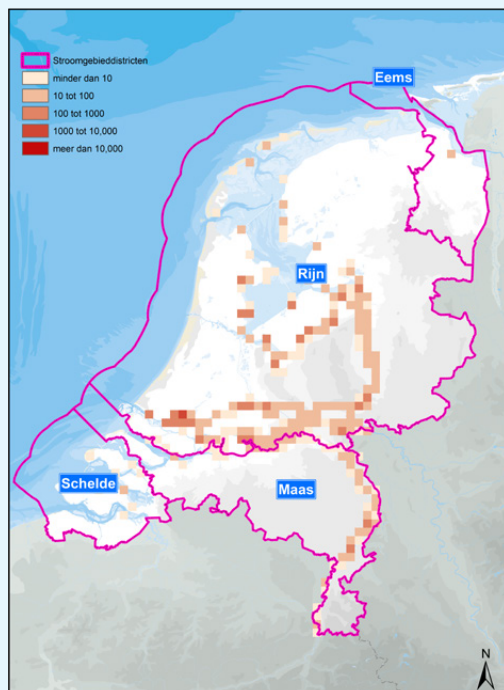 Stroomgebieddistricten
minder dan 10
10 tot 100
100 tot 1000
1000 tot 10,000
meer dan 10,000
Eems
Rijn
Schelde
Maas
N